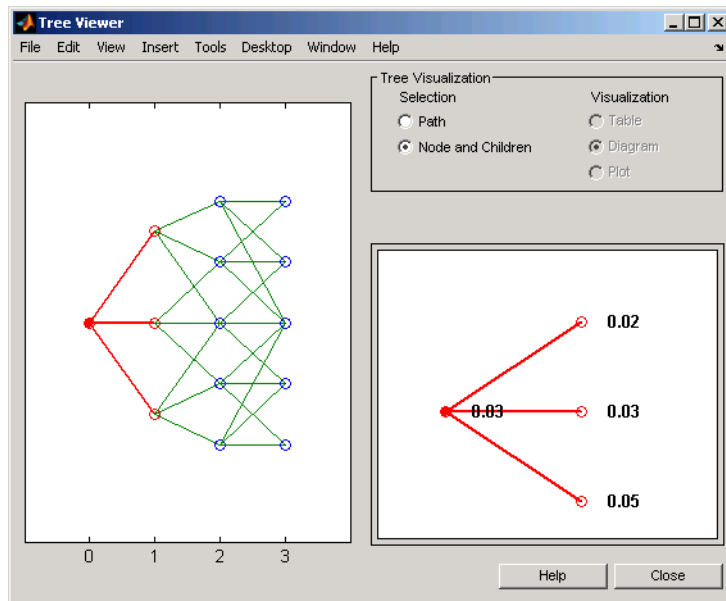 Tree Viewer
File Edit View Insert Tools Desktop Window Help
Tree Visualization
Selection Visualization
Path Table
Node and Children Diagram
Plot
0.02
0.03 0.03
0.05
0 1 2 3
Help Close